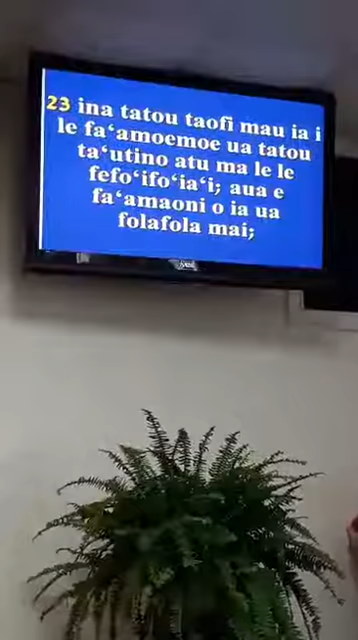 23 ina tatou taofi mau ia i
le fa‘amoemoe ua tatou
ta‘utino atu ma le le
fefo‘ifo‘ia‘i; aua e
fa‘amaoni o ia ua
folafola mai;